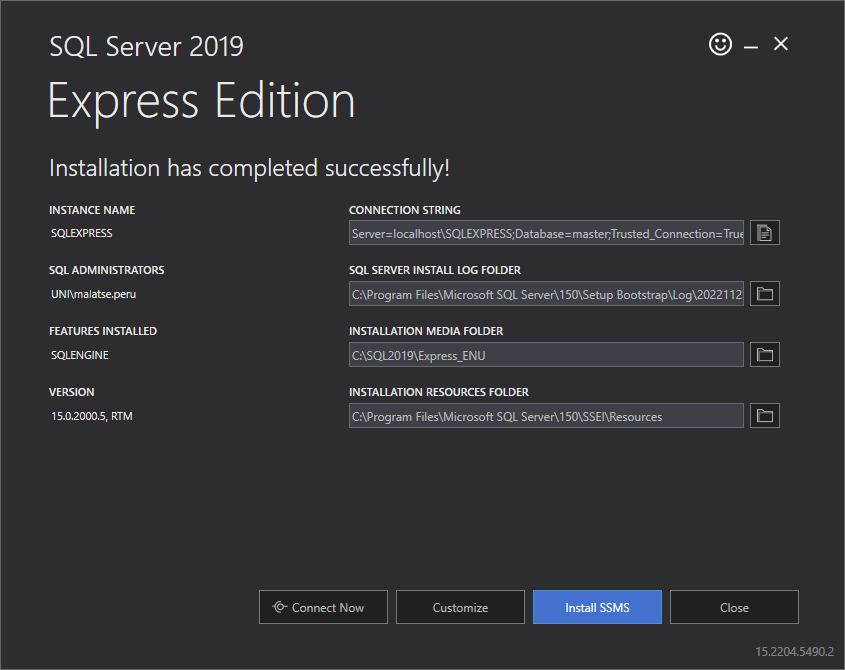 SQL Server 2019
Express Edition
Installation has completed successfully!
INSTANCE NAME
SQLEXPRESS
CONNECTION STRING
Server=localhost\SQLEXPRESS;Database=master;Trusted_Connection=True
SQL ADMINISTRATORS
UNI\malatse.peru
SQL SERVER INSTALL LOG FOLDER
C:\Program Files\Microsoft SQL Server\150\Setup Bootstrap\Log\2022112
FEATURES INSTALLED
SQLENGINE
INSTALLATION MEDIA FOLDER
C:\SQL2019\Express_ENU
VERSION
15.0.2000.5, RTM
INSTALLATION RESOURCES FOLDER
C:\Program Files\Microsoft SQL Server\150\SSEI\Resources
Connect Now
Customize
Install SSMS
Close
15.2204.5490.2